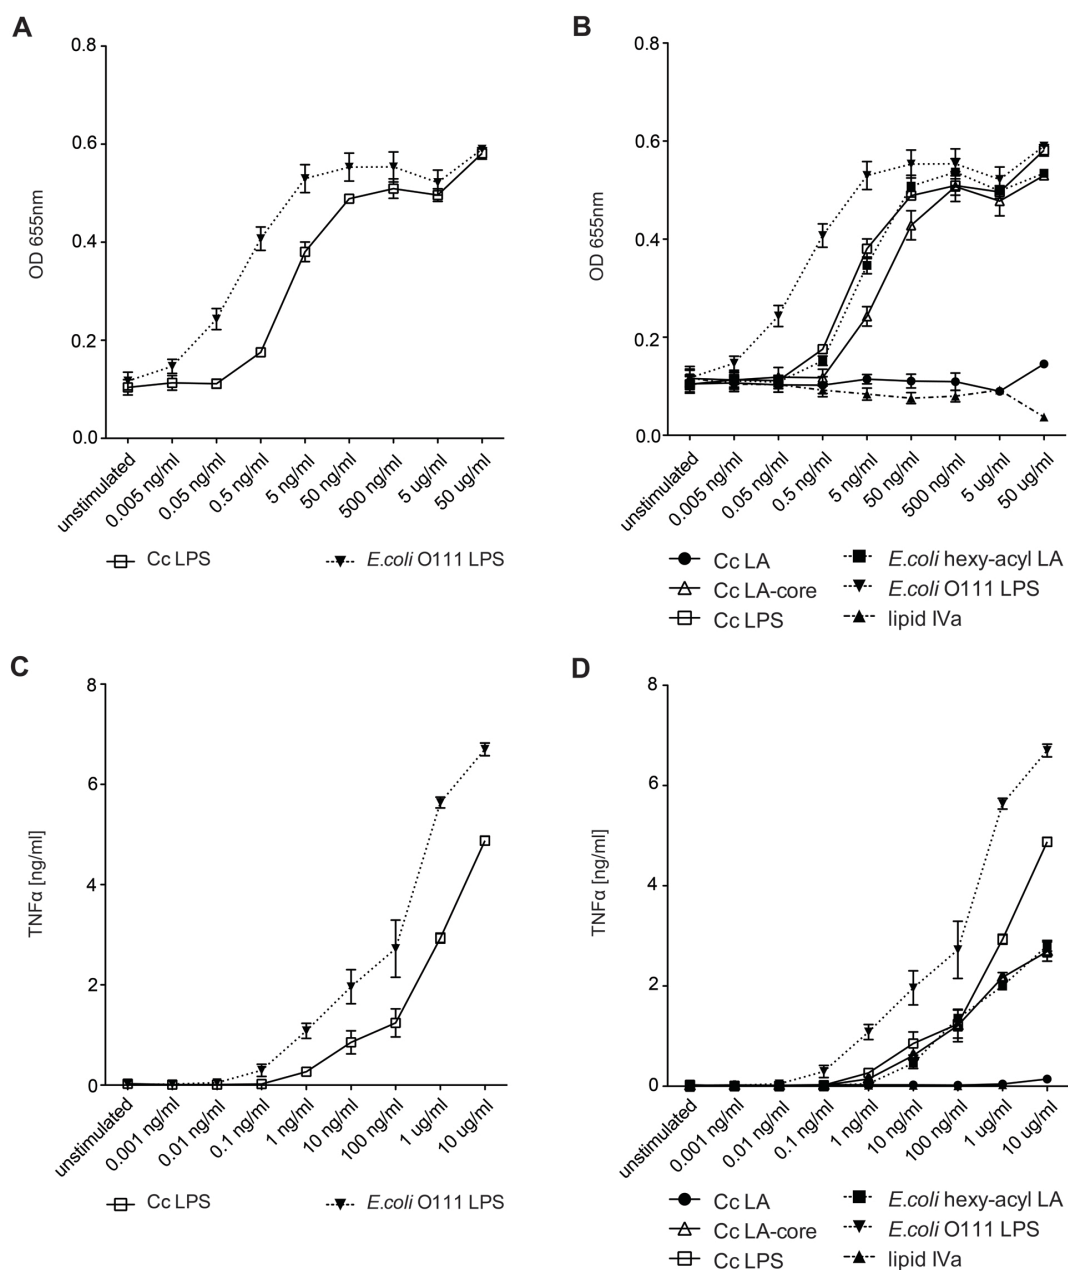 A
0.8
0.6
0.4
0.2
0.0
OD 655nm
unstimulated
0.005 ng/ml
0.05 ng/ml
0.5 ng/ml
5 ng/ml
50 ng/ml
500 ng/ml
5 ug/ml
50 ug/ml
Cc LPS
E.coli O111 LPS
B
0.8
0.6
0.4
0.2
0.0
OD 655nm
unstimulated
0.005 ng/ml
0.05 ng/ml
0.5 ng/ml
5 ng/ml
50 ng/ml
500 ng/ml
5 ug/ml
50 ug/ml
Cc LA
Cc LA-core
Cc LPS
E.coli hexy-acyl LA
E.coli O111 LPS
lipid IVa
C
8
6
4
2
0
TNFα [ng/ml]
unstimulated
0.001 ng/ml
0.01 ng/ml
0.1 ng/ml
1 ng/ml
10 ng/ml
100 ng/ml
1 ug/ml
10 ug/ml
Cc LPS
E.coli O111 LPS
D
8
6
4
2
0
TNFα [ng/ml]
unstimulated
0.001 ng/ml
0.01 ng/ml
0.1 ng/ml
1 ng/ml
10 ng/ml
100 ng/ml
1 ug/ml
10 ug/ml
Cc LA
Cc LA-core
Cc LPS
E.coli hexy-acyl LA
E.coli O111 LPS
lipid IVa